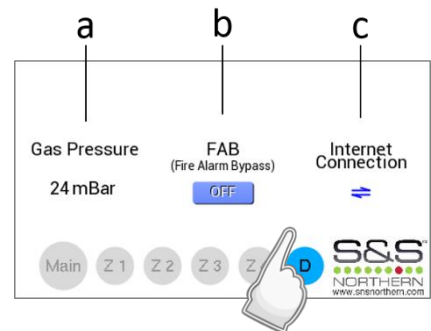 a b c
Gas Pressure
FAB
(Fire Alarm Bypass)
Internet
Connection
24 mBar
OFF
Main Z 1 Z 2 Z 3 Z D
S&S
NORTHERN
www.snsnorthern.com